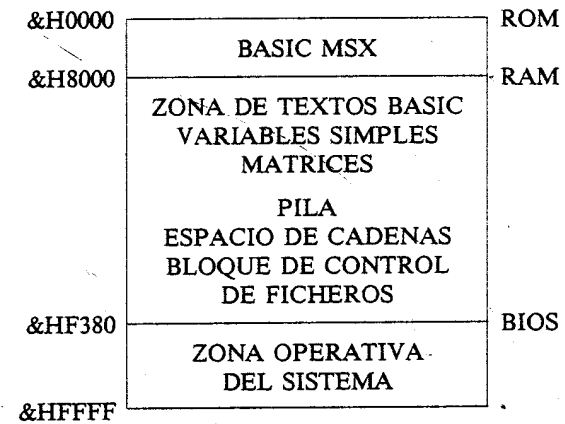 &H0000 ROM
BASIC MSX
&H8000 RAM
ZONA DE TEXTOS BASIC
VARIABLES SIMPLES
MATRICES
PILA
ESPACIO DE CADENAS
BLOQUE DE CONTROL
DE FICHEROS
&HF380 BIOS
ZONA OPERATIVA
DEL SISTEMA
&HFFFF